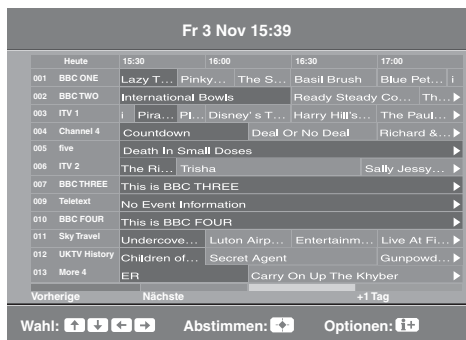 Fr 3 Nov 15:39
Heute 15:30 16:00 16:30 17:00
001 BBC ONE Lazy T... Pinky... The S... Basil Brush Blue Pet... i
002 BBC TWO International Bowls Ready Steady Co... Th...
003 ITV 1 i Pira... Pl... Disney's T... Harry Hill's... The Paul...
004 Channel 4 Countdown Deal Or No Deal Richard &...
005 five Death In Small Doses
006 ITV 2 The Ri... Trisha Sally Jessy...
007 BBC THREE This is BBC THREE
009 Teletext No Event Information
010 BBC FOUR This is BBC FOUR
011 Sky Travel Undercove... Luton Airp... Entertainm... Live At Fi...
012 UKTV History Children of... Secret Agent Gunpowd...
013 More 4 ER Carry On Up The Khyber
Vorherige Nächste +1 Tag
Wahl: Abstimmen: Optionen: i+